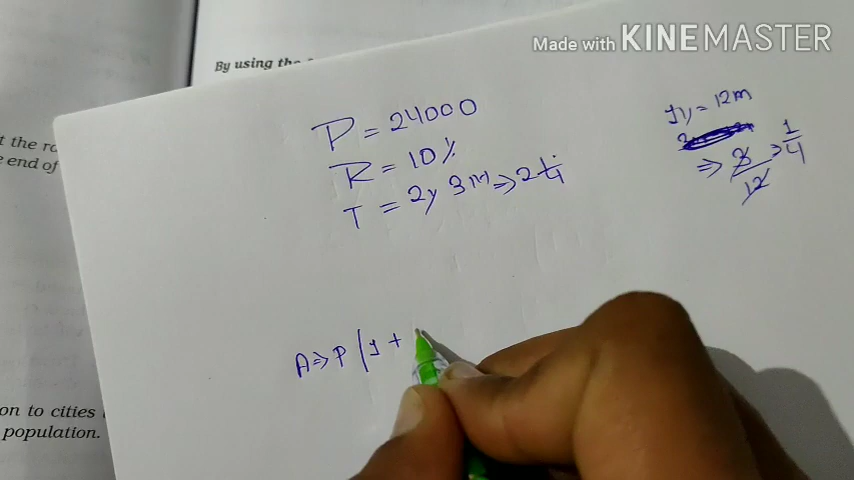 Made with KINEMASTER
By using the
t the ra
e end of
P = 24000
R = 10%
T = 2y 3m => 2 1/4
1y = 12m
=> 3/12 => 1/4
A => P (1 +
on to cities
population.